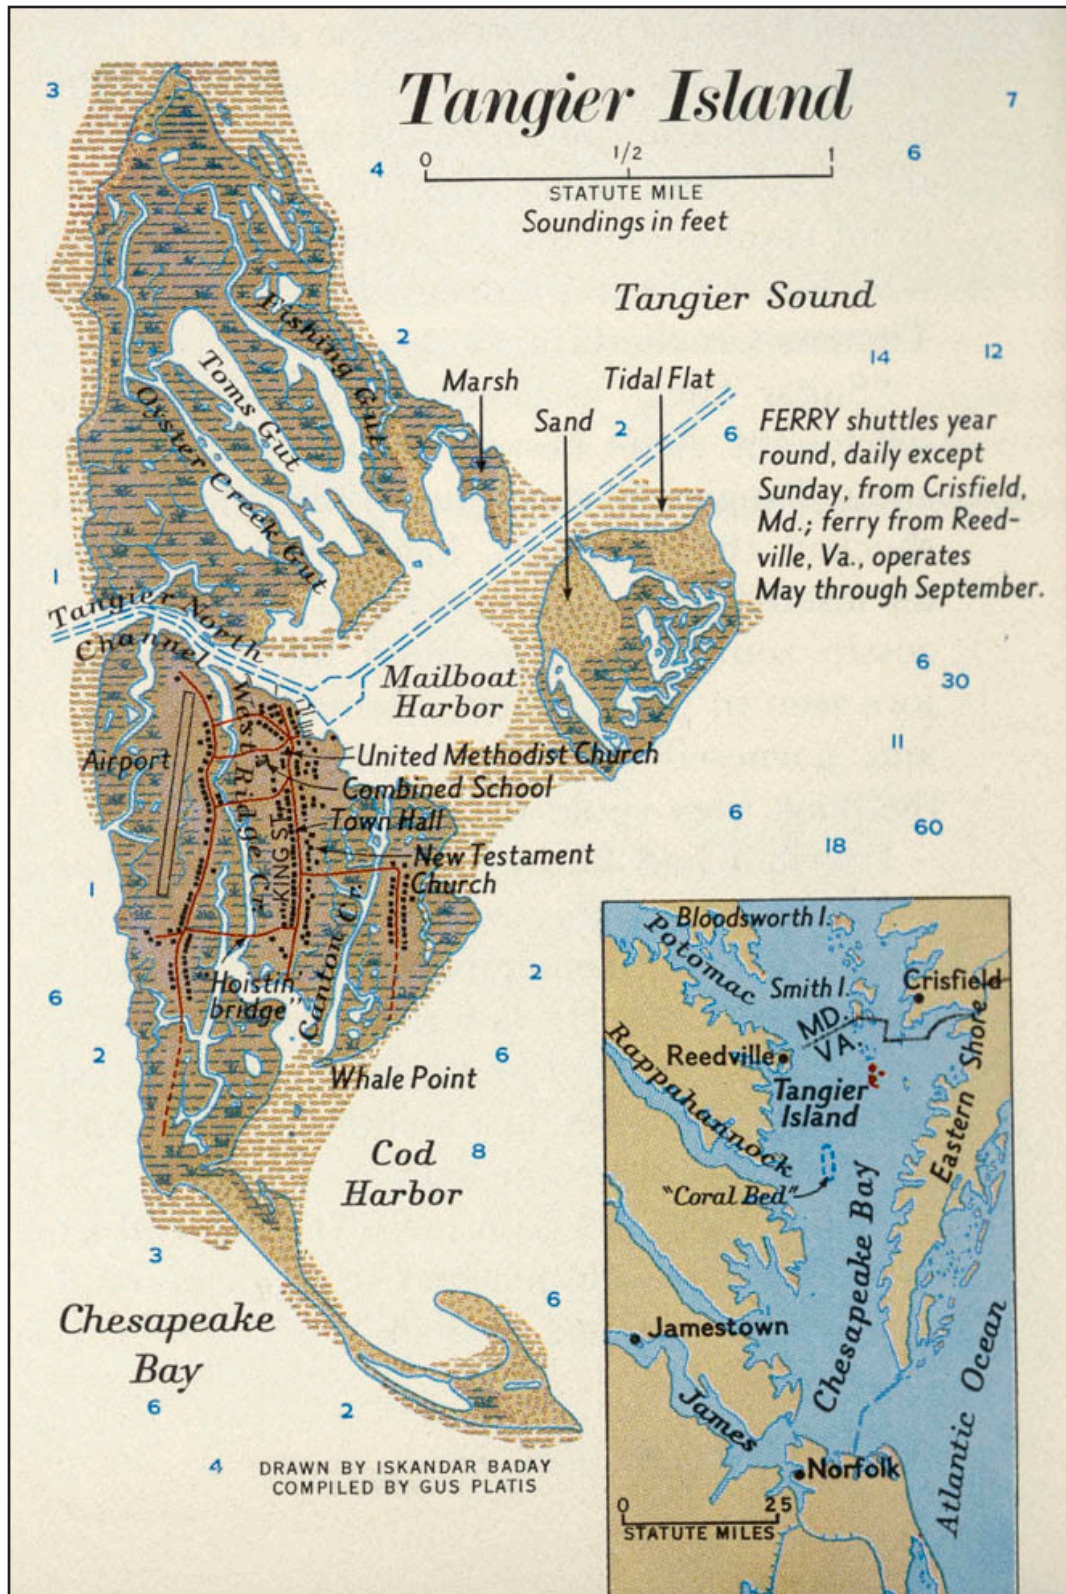 Tangier Island
0 1/2 1
STATUTE MILE
Soundings in feet
3
7
4
6
Tangier Sound
Fishing Gut
Toms Gut
Oyster Creek Gut
2
14
12
Marsh
Tidal Flat
Sand
2
6
FERRY shuttles year
round, daily except
Sunday, from Crisfield,
Md.; ferry from Reed-
ville, Va., operates
May through September.
1
Tangier North
Channel
Mailboat
Harbor
6
30
11
Airport
West Ridge Cr.
United Methodist Church
Combined School
Town Hall
KING ST.
New Testament
Church
6
18
60
1
Canton Cr.
"Hoistin'
bridge"
2
6
2
6
Whale Point
Cod
Harbor
8
3
6
Chesapeake
Bay
6
2
4
DRAWN BY ISKANDAR BADAY
COMPILED BY GUS PLATIS
Bloodsworth I.
Potomac
Smith I.
Crisfield
MD.
VA.
Reedville
Rappahannock
Tangier
Island
Eastern Shore
"Coral Bed"
Chesapeake Bay
Jamestown
James
Atlantic Ocean
Norfolk
0 25
STATUTE MILES